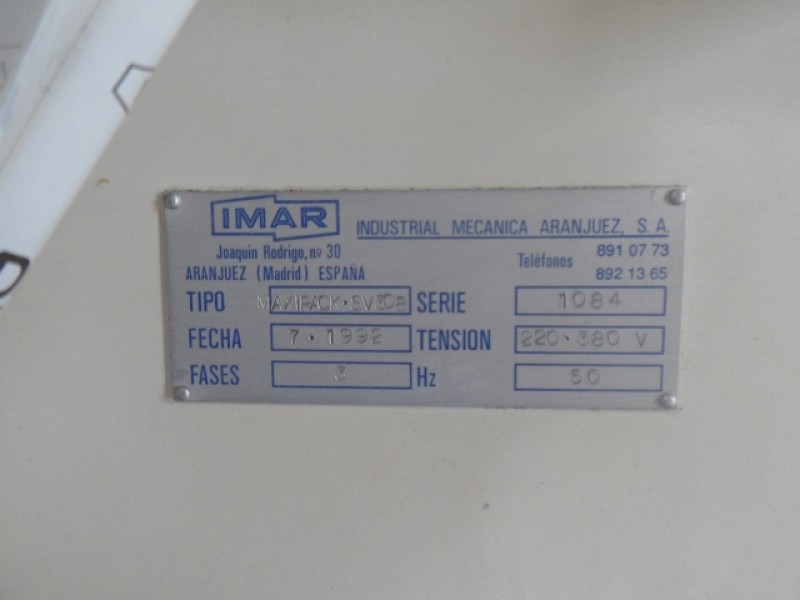 IMAR
INDUSTRIAL MECANICA ARANJUEZ, S. A.
Joaquin Rodrigo, nº 30
ARANJUEZ (Madrid) ESPAÑA
Teléfonos 891 07 73
892 13 65
TIPO MAXIPACK·SV30B SERIE 1084
FECHA 7·1992 TENSION 220·380 V
FASES 3 Hz 50